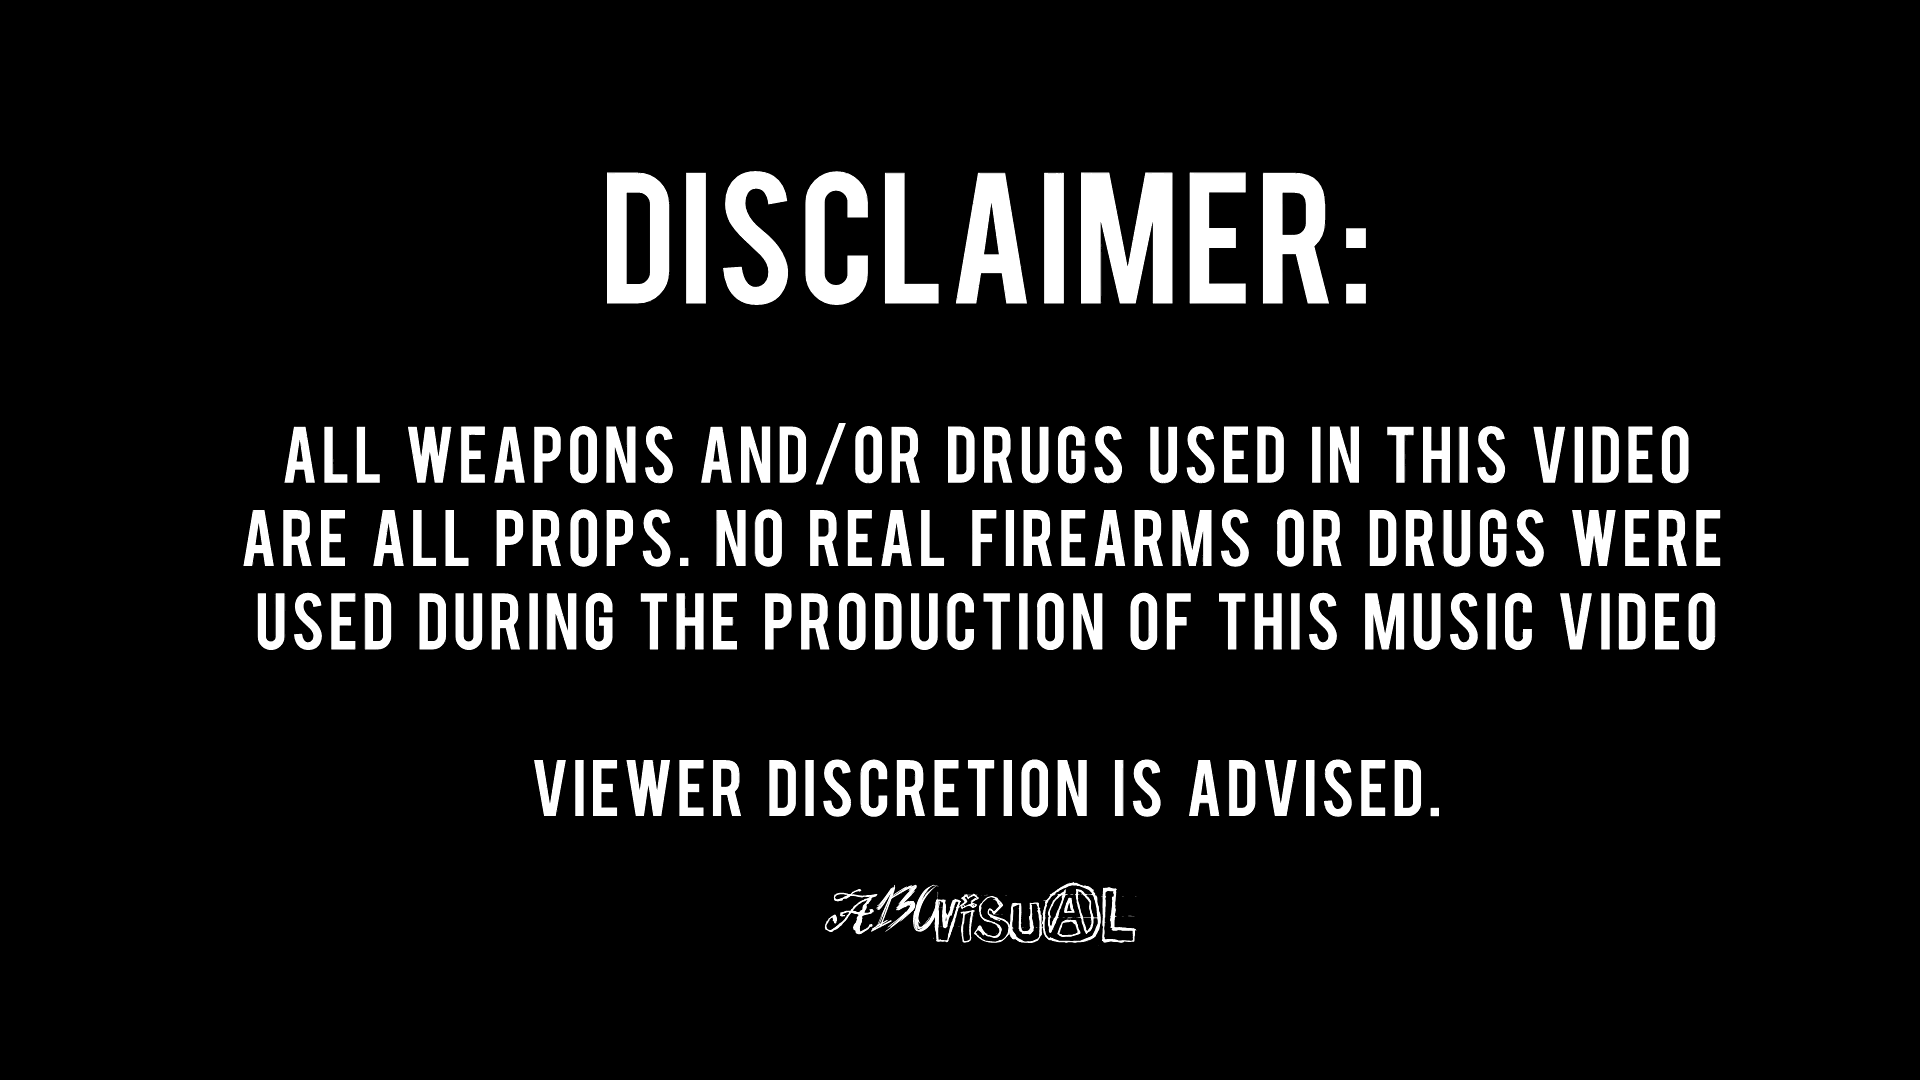 DISCLAIMER:
ALL WEAPONS AND/OR DRUGS USED IN THIS VIDEO
ARE ALL PROPS. NO REAL FIREARMS OR DRUGS WERE
USED DURING THE PRODUCTION OF THIS MUSIC VIDEO
VIEWER DISCRETION IS ADVISED.